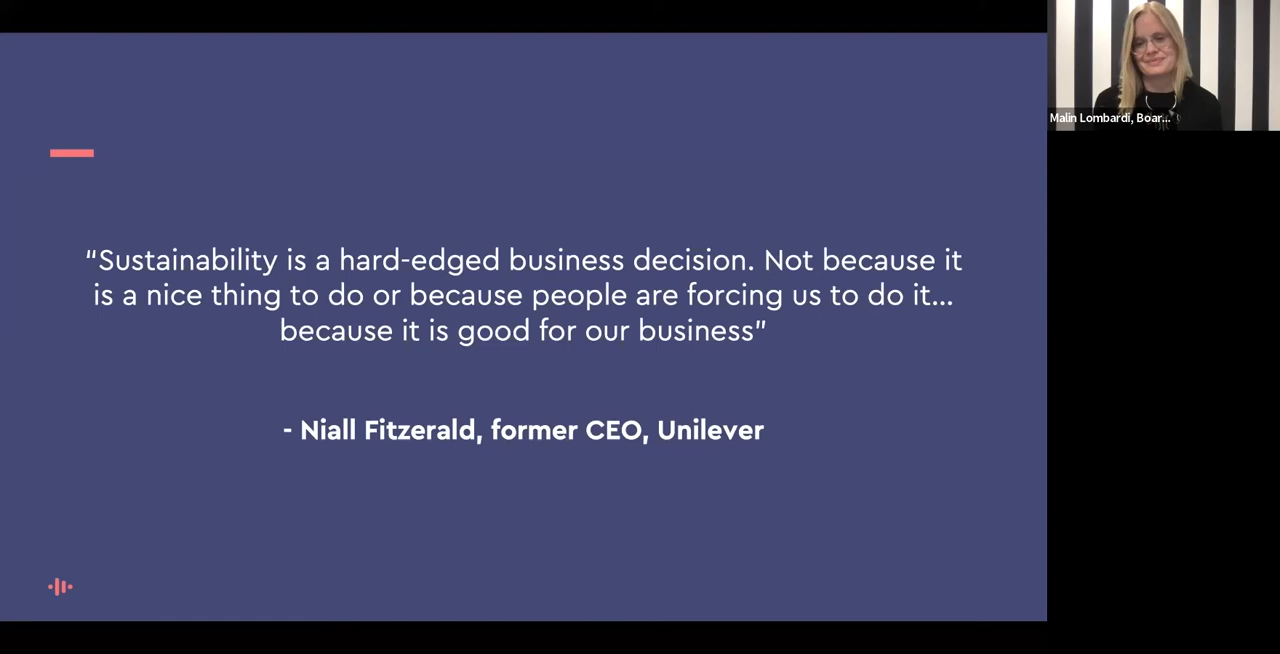 “Sustainability is a hard-edged business decision. Not because it
is a nice thing to do or because people are forcing us to do it...
because it is good for our business”
- Niall Fitzerald, former CEO, Unilever
Malin Lombardi, Boar...